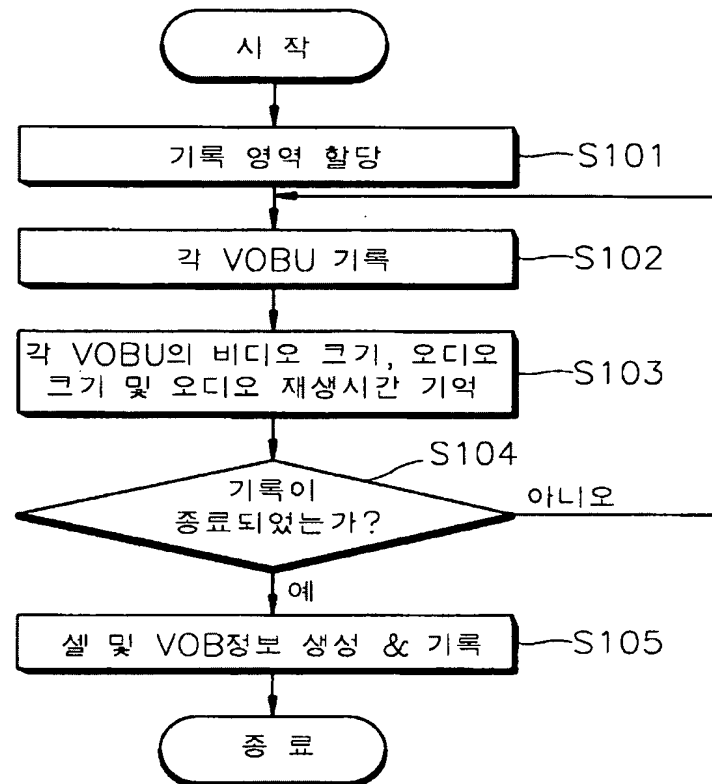 시 작
기록 영역 할당
S101
각 VOBU 기록
S102
각 VOBU의 비디오 크기, 오디오
크기 및 오디오 재생시간 기억
S103
S104
기록이
종료되었는가?
아니오
예
셀 및 VOB정보 생성 & 기록
S105
종 료